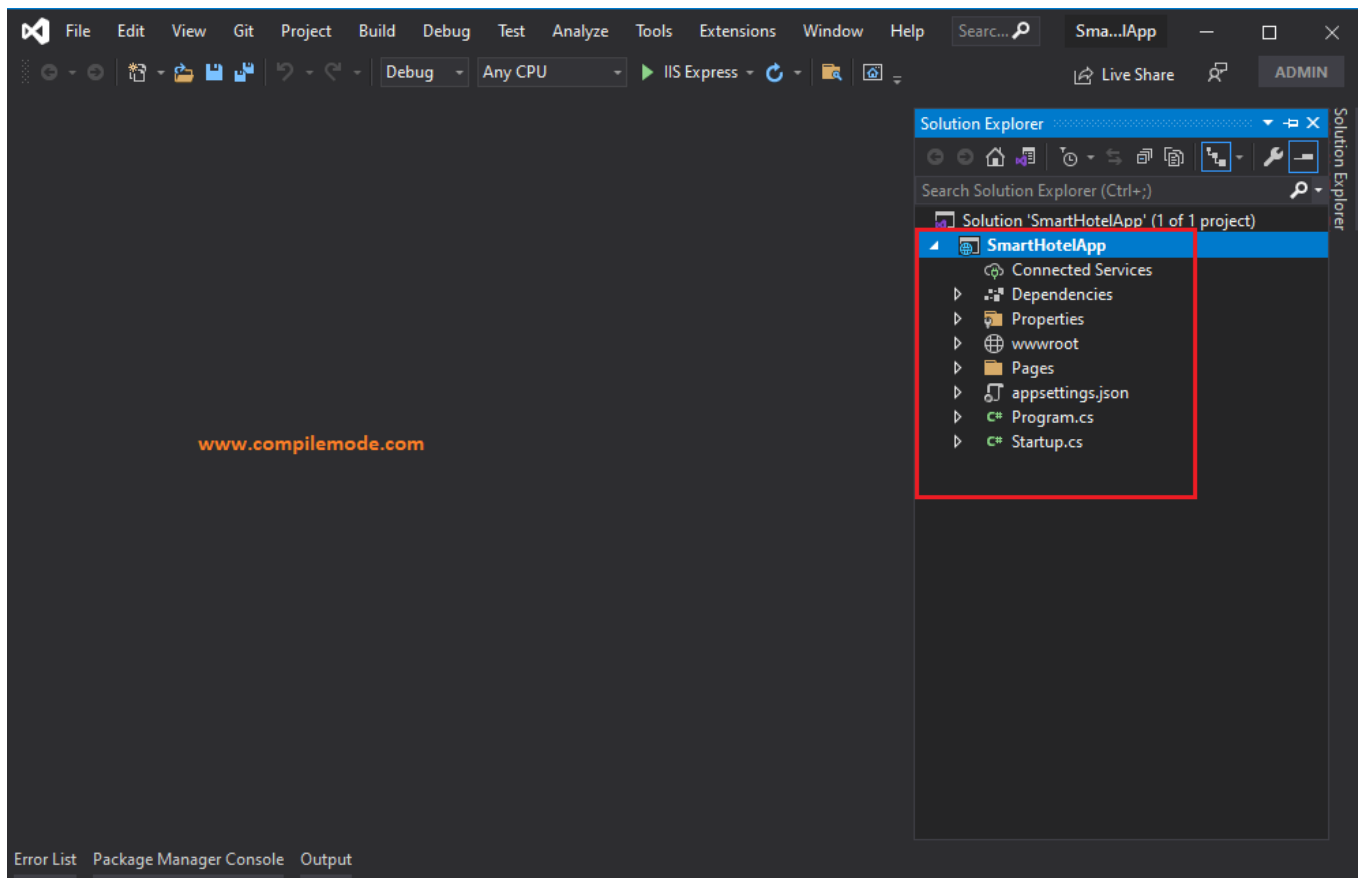 File Edit View Git Project Build Debug Test Analyze Tools Extensions Window Help Searc... Sma...lApp
Debug Any CPU IIS Express Live Share ADMIN
Solution Explorer
Search Solution Explorer (Ctrl+;)
Solution 'SmartHotelApp' (1 of 1 project)
SmartHotelApp
Connected Services
Dependencies
Properties
wwwroot
Pages
appsettings.json
C# Program.cs
C# Startup.cs
Solution Explorer
www.compilemode.com
Error List Package Manager Console Output